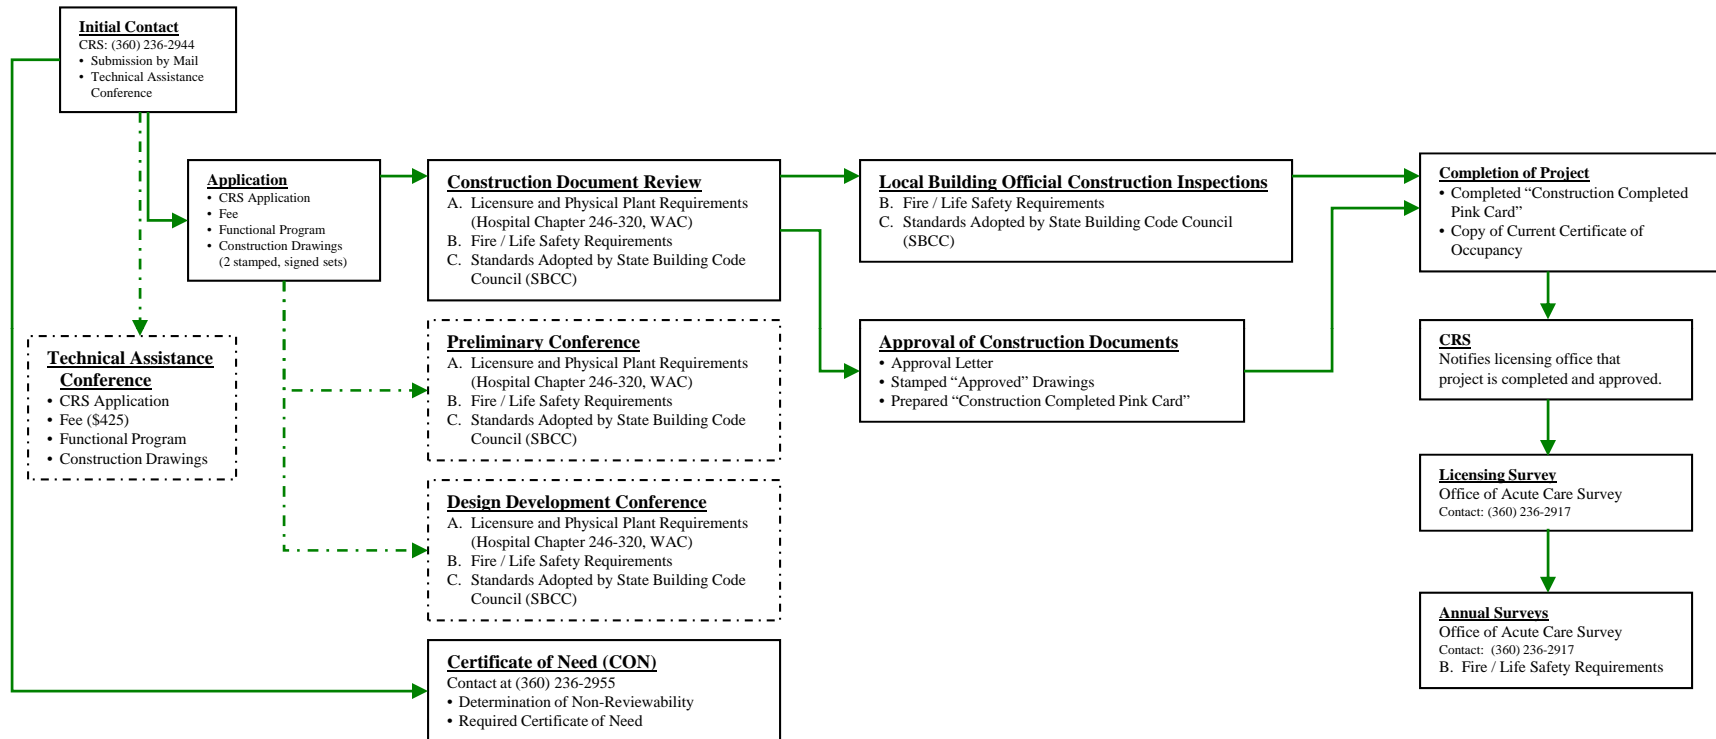 Initial Contact
CRS: (360) 236-2944
• Submission by Mail
• Technical Assistance
Conference
Application
• CRS Application
• Fee
• Functional Program
• Construction Drawings
(2 stamped, signed sets)
Technical Assistance
Conference
• CRS Application
• Fee ($425)
• Functional Program
• Construction Drawings
Construction Document Review
A. Licensure and Physical Plant Requirements
(Hospital Chapter 246-320, WAC)
B. Fire / Life Safety Requirements
C. Standards Adopted by State Building Code
Council (SBCC)
Preliminary Conference
A. Licensure and Physical Plant Requirements
(Hospital Chapter 246-320, WAC)
B. Fire / Life Safety Requirements
C. Standards Adopted by State Building Code
Council (SBCC)
Design Development Conference
A. Licensure and Physical Plant Requirements
(Hospital Chapter 246-320, WAC)
B. Fire / Life Safety Requirements
C. Standards Adopted by State Building Code
Council (SBCC)
Certificate of Need (CON)
Contact at (360) 236-2955
• Determination of Non-Reviewability
• Required Certificate of Need
Local Building Official Construction Inspections
B. Fire / Life Safety Requirements
C. Standards Adopted by State Building Code Council
(SBCC)
Approval of Construction Documents
• Approval Letter
• Stamped “Approved” Drawings
• Prepared “Construction Completed Pink Card”
Completion of Project
• Completed “Construction Completed
Pink Card”
• Copy of Current Certificate of
Occupancy
CRS
Notifies licensing office that
project is completed and approved.
Licensing Survey
Office of Acute Care Survey
Contact: (360) 236-2917
Annual Surveys
Office of Acute Care Survey
Contact: (360) 236-2917
B. Fire / Life Safety Requirements